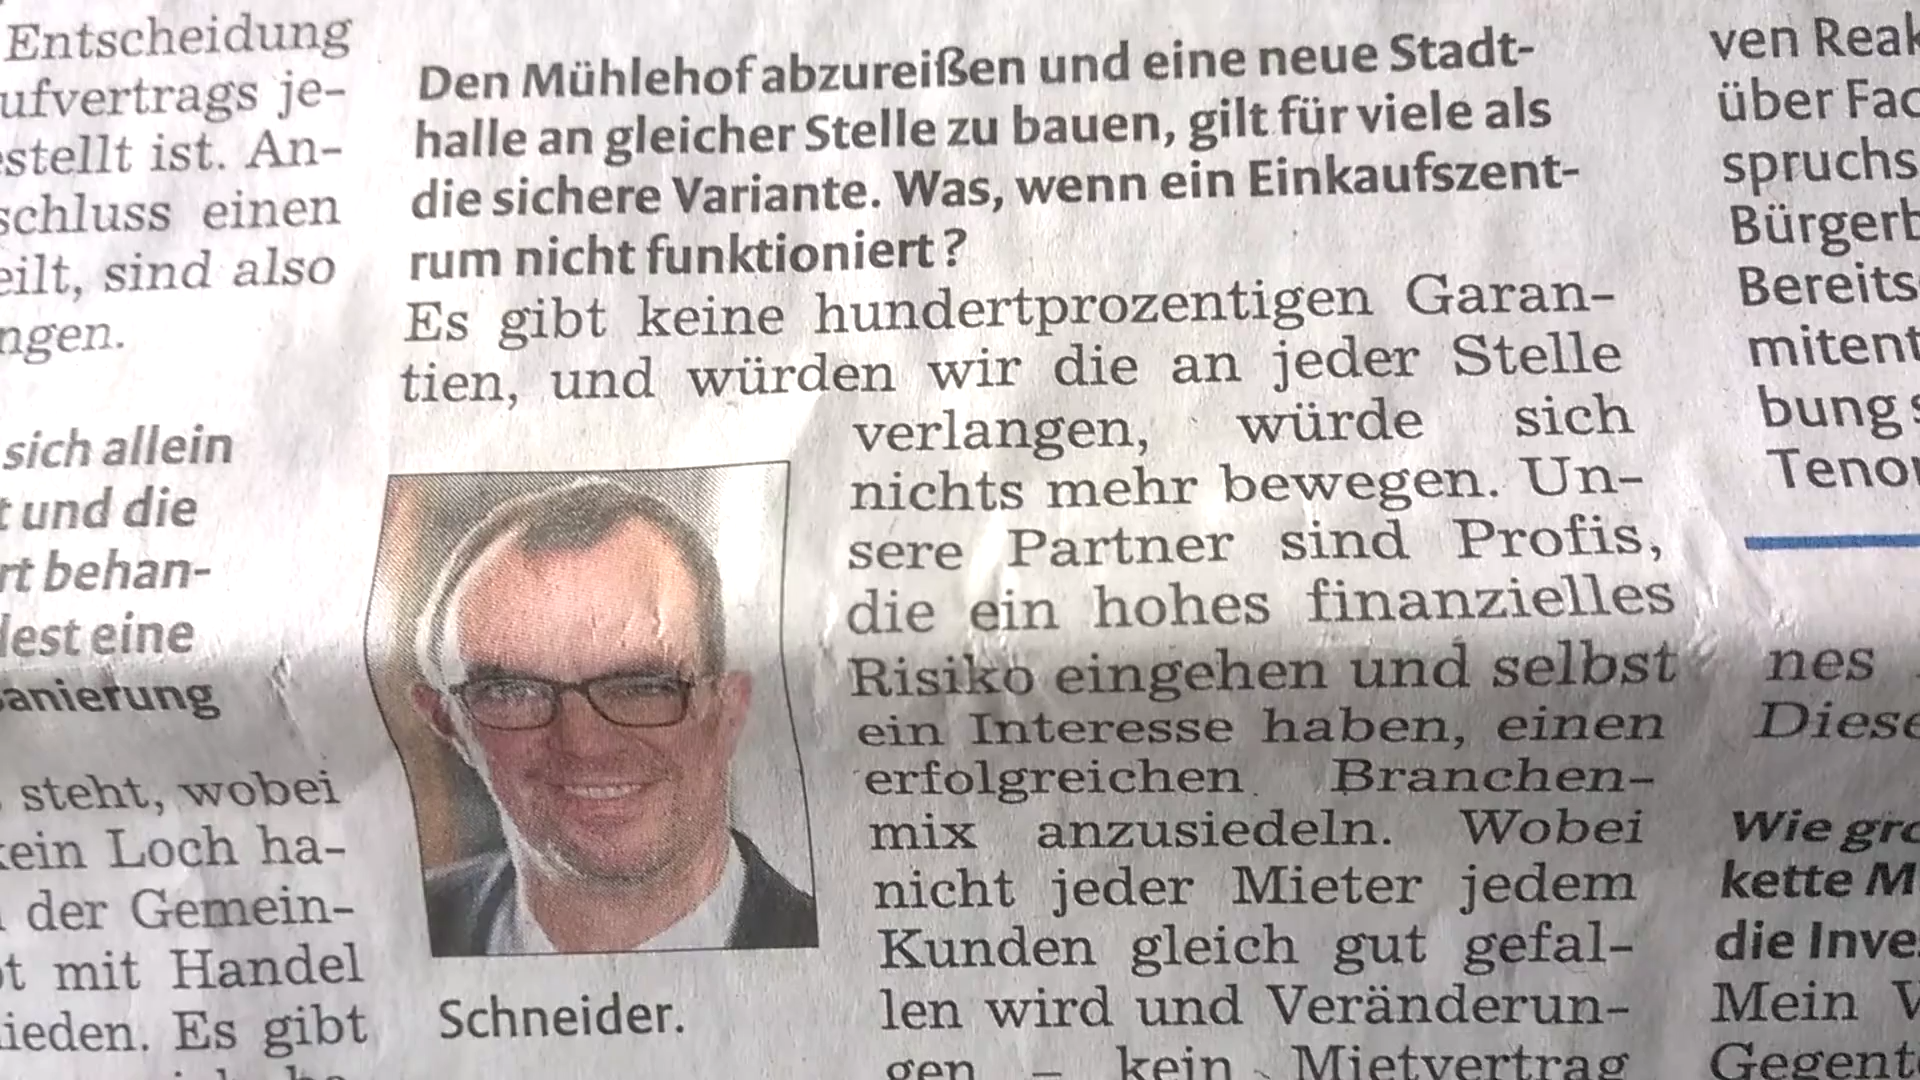 Entscheidung
ufvertrags je-
stellt ist. An-
schluss einen
eilt, sind also
ngen.
sich allein
t und die
rt behan-
dest eine
sanierung
steht, wobei
kein Loch ha-
der Gemein-
mit Handel
ieden. Es gibt
Den Mühlehof abzureißen und eine neue Stadt-
halle an gleicher Stelle zu bauen, gilt für viele als
die sichere Variante. Was, wenn ein Einkaufszent-
rum nicht funktioniert?
Es gibt keine hundertprozentigen Garan-
tien, und würden wir die an jeder Stelle
verlangen, würde sich
nichts mehr bewegen. Un-
sere Partner sind Profis,
die ein hohes finanzielles
Risiko eingehen und selbst
ein Interesse haben, einen
erfolgreichen Branchen-
mix anzusiedeln. Wobei
nicht jeder Mieter jedem
Kunden gleich gut gefal-
len wird und Veränderun-
gen – kein Mietvertrag
Schneider.
ven Reak
über Fac
spruchs
Bürgerb
Bereits
mitent
bung
Tenor
nes
Diese
Wie gro
kette M
die Inve
Mein V
Gegent